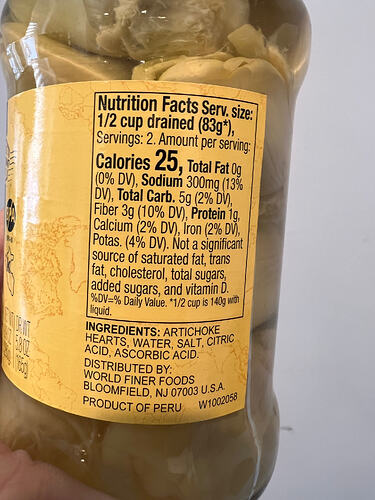 Nutrition Facts Serv. size:
1/2 cup drained (83g*),
Servings: 2. Amount per serving:
Calories 25, Total Fat 0g
(0% DV), Sodium 300mg (13%
DV), Total Carb. 5g (2% DV),
Fiber 3g (10% DV), Protein 1g,
Calcium (2% DV), Iron (2% DV),
Potas. (4% DV). Not a significant
source of saturated fat, trans
fat, cholesterol, total sugars,
added sugars, and vitamin D.
%DV=% Daily Value. *1/2 cup is 140g with
liquid.
INGREDIENTS: ARTICHOKE
HEARTS, WATER, SALT, CITRIC
ACID, ASCORBIC ACID.
DISTRIBUTED BY:
WORLD FINER FOODS
BLOOMFIELD, NJ 07003 U.S.A.
PRODUCT OF PERU W1002058